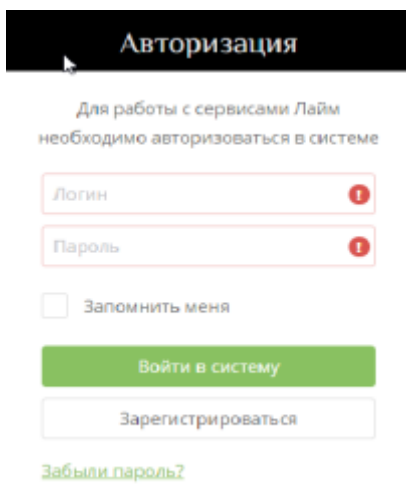 Авторизация
Для работы с сервисами Лайм
необходимо авторизоваться в системе
Логин
Пароль
Запомнить меня
Войти в систему
Зарегистрироваться
Забыли пароль?